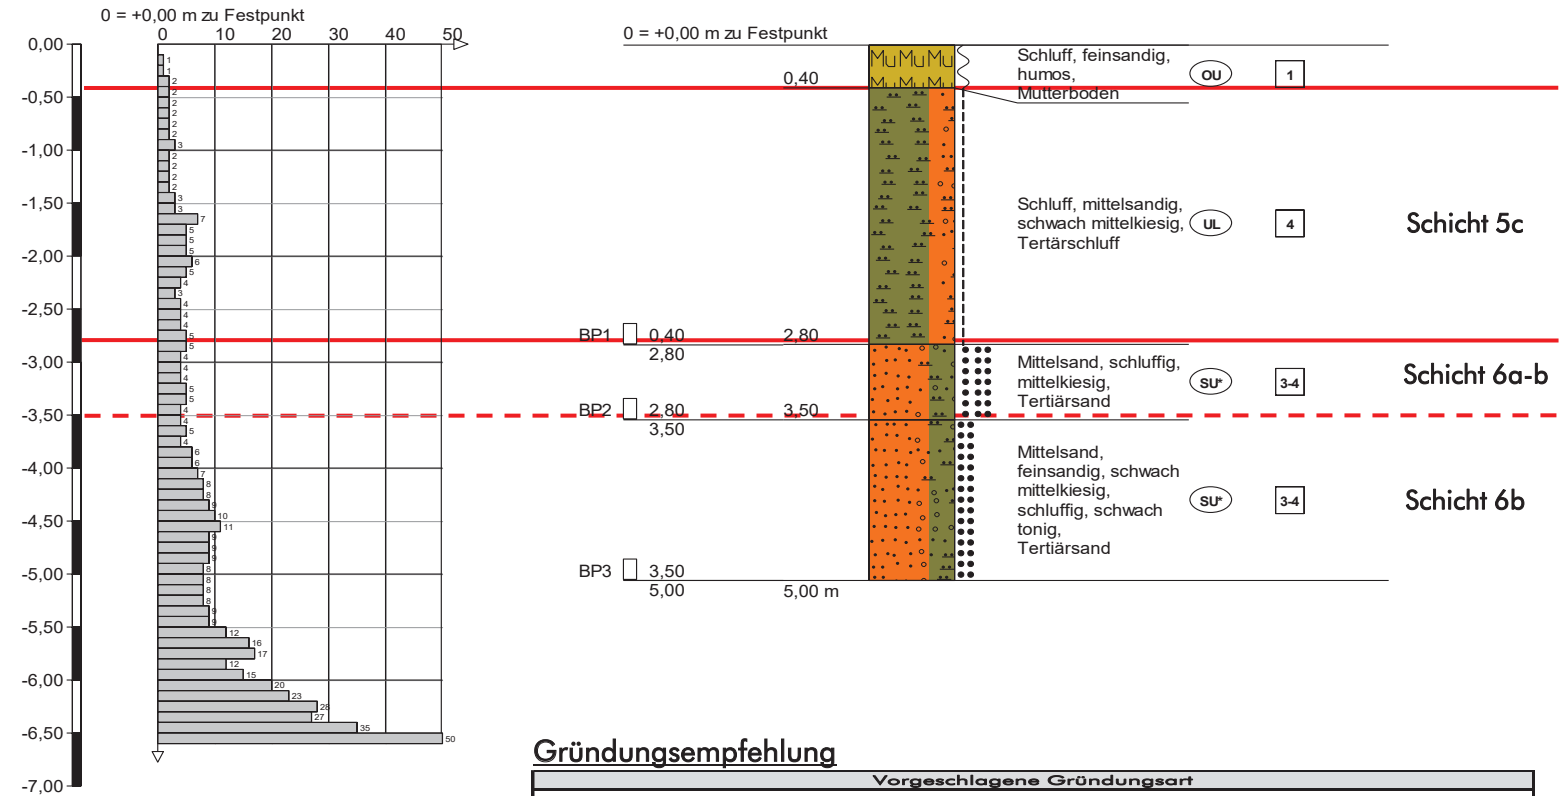 0 = +0,00 m zu Festpunkt
0 10 20 30 40 50
0,00
-0,50
-1,00
-1,50
-2,00
-2,50
-3,00
-3,50
-4,00
-4,50
-5,00
-5,50
-6,00
-6,50
-7,00
1
1
2
2
2
2
2
2
3
2
2
2
2
3
3
7
5
5
5
6
5
4
3
4
4
4
5
5
4
4
4
5
5
4
4
5
4
6
6
7
8
8
9
10
11
9
9
9
8
8
8
8
9
9
12
16
17
12
15
20
23
28
27
35
50
0 = +0,00 m zu Festpunkt
0,40
Mu Mu Mu
Mu Mu Mu
Schluff, feinsandig,
humos,
Mutterboden
OU
1
Schluff, mittelsandig,
schwach mittelkiesig,
Tertärschluff
UL
4
Schicht 5c
BP1 0,40 2,80
2,80
Mittelsand, schluffig,
mittelkiesig,
Tertiärsand
SU*
3-4
Schicht 6a-b
BP2 2,80 3,50
3,50
Mittelsand,
feinsandig, schwach
mittelkiesig,
schluffig, schwach
tonig,
Tertiärsand
SU*
3-4
Schicht 6b
BP3 3,50
5,00 5,00 m
Gründungsempfehlung
Vorgeschlagene Gründungsart